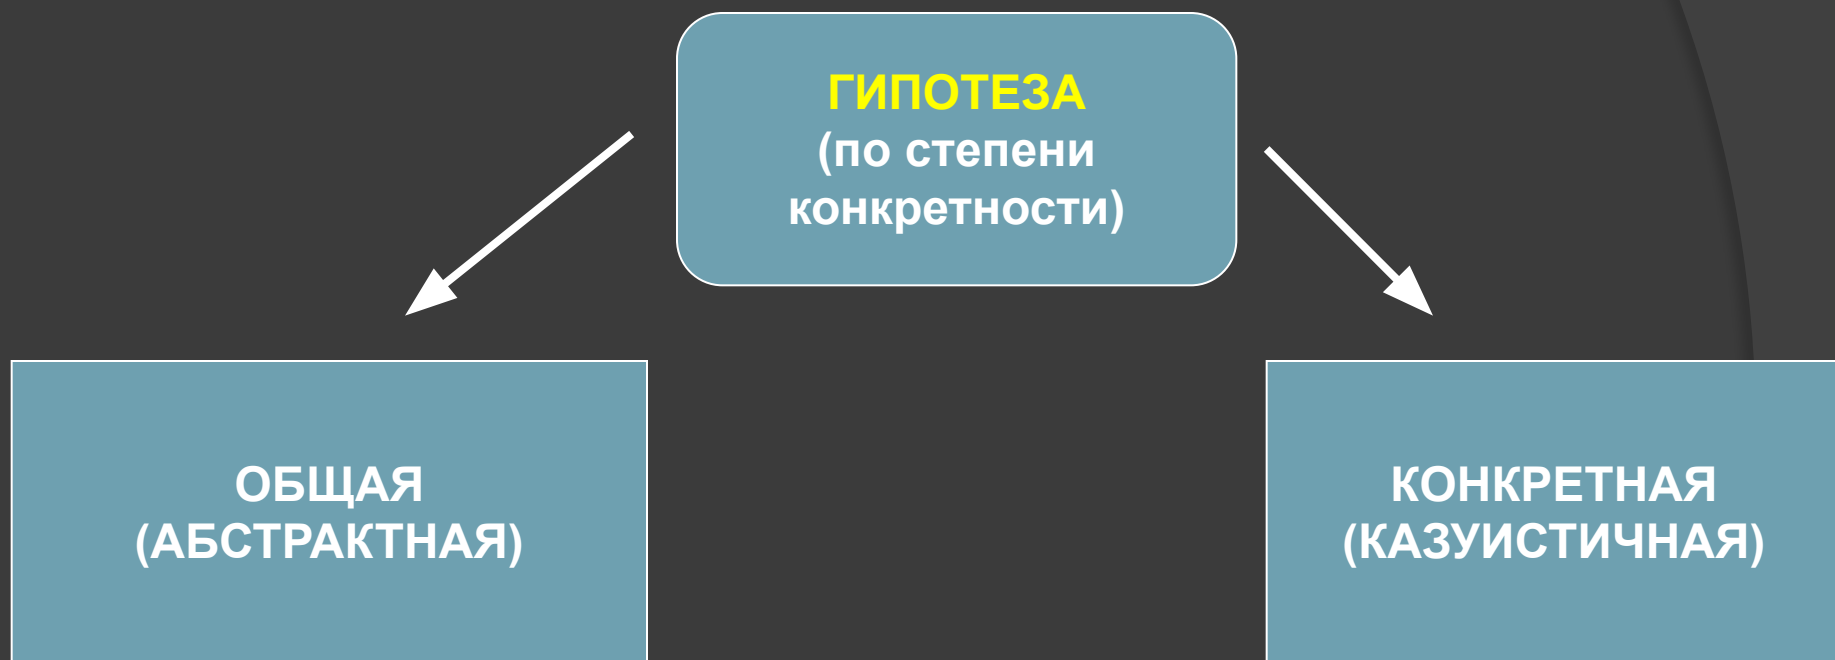 ГИПОТЕЗА
(по степени
конкретности)
ОБЩАЯ
(АБСТРАКТНАЯ)
КОНКРЕТНАЯ
(КАЗУИСТИЧНАЯ)